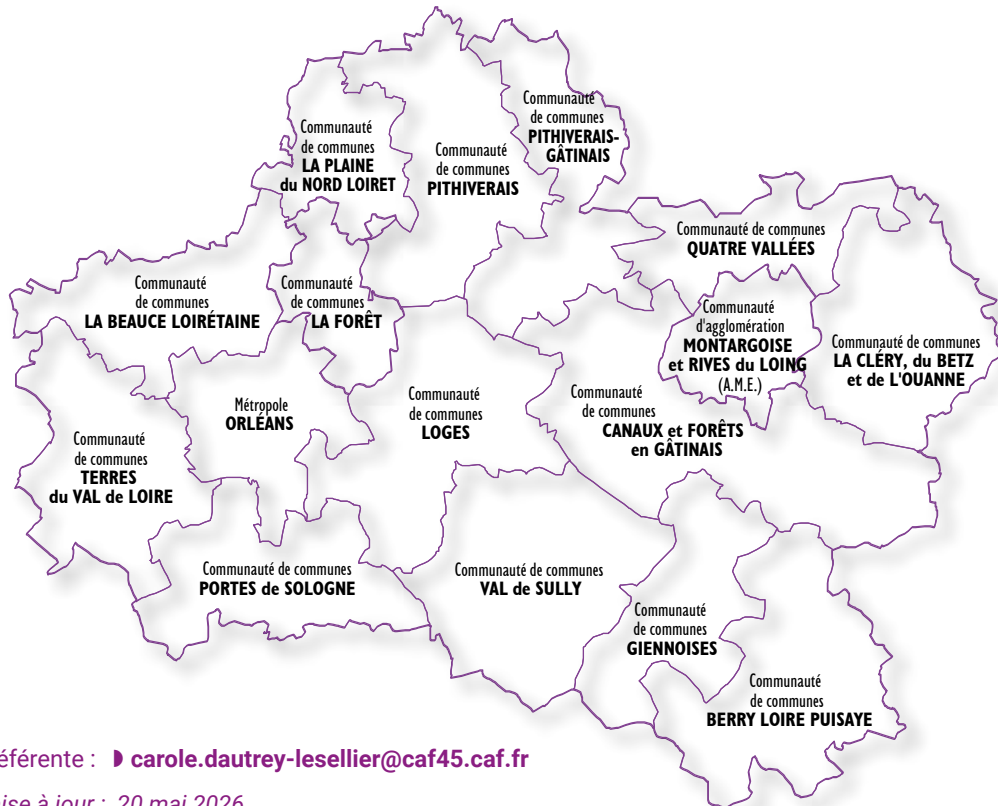 Communauté
de communes
PITHIVERAIS-
GÂTINAIS
Communauté
de communes
LA PLAINE
du NORD LOIRET
Communauté
de communes
PITHIVERAIS
Communauté de communes
QUATRE VALLÉES
Communauté
de communes
LA BEAUCE LOIRÉTAINE
Communauté
de communes
LA FORÊT
Communauté
d'agglomération
MONTARGOISE
et RIVES du LOING
(A.M.E.)
Communauté de communes
LA CLÉRY, du BETZ
et de L'OUANNE
Métropole
ORLÉANS
Communauté
de communes
LOGES
Communauté
de communes
CANAUX et FORÊTS
en GÂTINAIS
Communauté
de communes
TERRES
du VAL de LOIRE
Communauté de communes
PORTES de SOLOGNE
Communauté de communes
VAL de SULLY
Communauté
de communes
GIENNOISES
Communauté
de communes
BERRY LOIRE PUISAYE
éférente : ◗ carole.dautrey-lesellier@caf45.caf.fr
ise à jour : 20 mai 2026